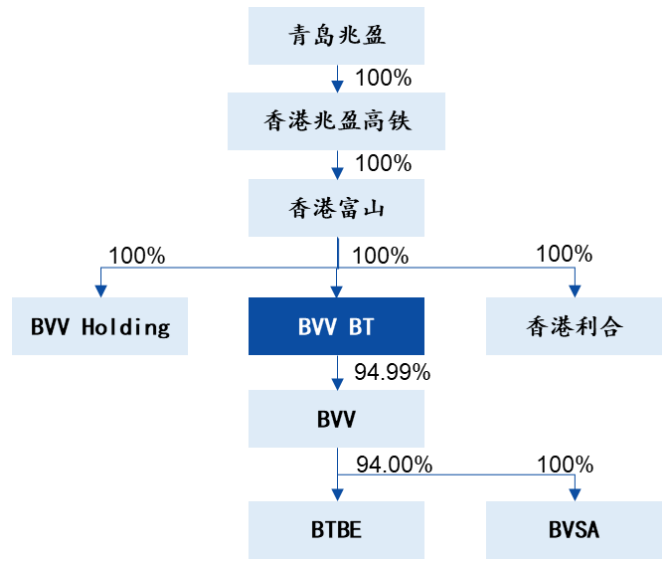 青岛兆盈
100%
香港兆盈高铁
100%
香港富山
100%
100%
100%
BVV Holding
BVV BT
香港利合
94.99%
BVV
94.00%
100%
BTBE
BVSA